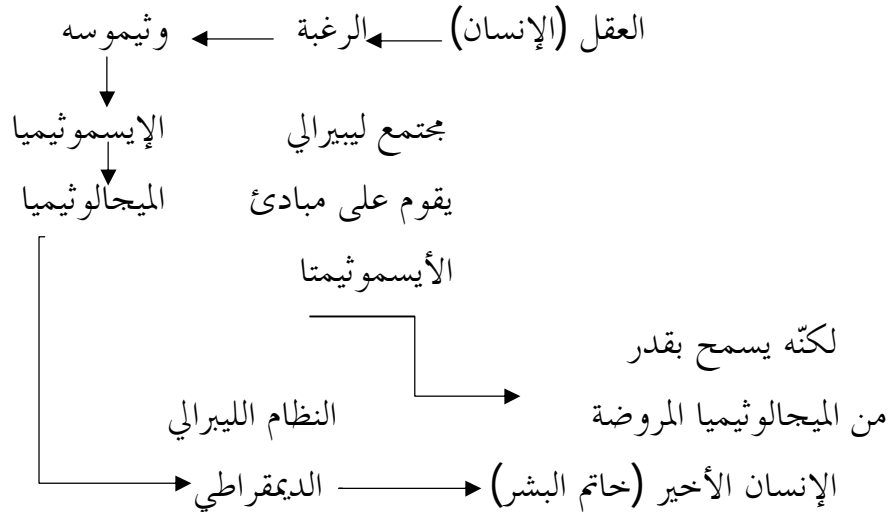 العقل (الإنسان) الرغبة وثيموسه
مجتمع ليبيرالي الإيسموثيميا
يقوم على مبادئ الميجالوثيميا
الأيسموثيمتا
لكنّه يسمح بقدر
من الميجالوثيميا المروضة النظام الليبرالي
الإنسان الأخير (خاتم البشر) الديمقراطي